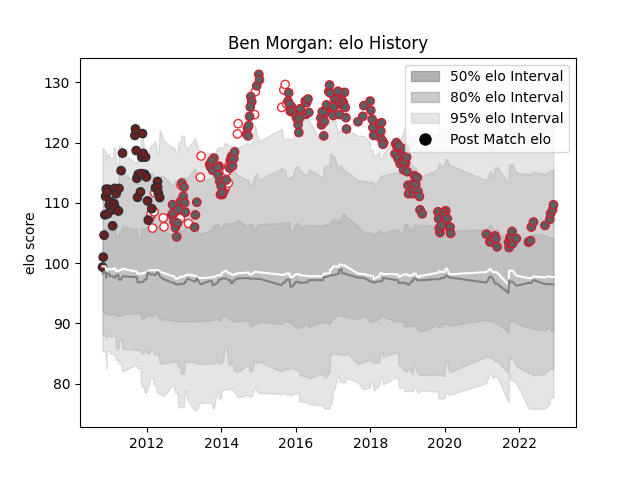 Ben Morgan: elo History
50% elo Interval
80% elo Interval
95% elo Interval
Post Match elo
elo score
130
120
110
100
90
80
2012
2014
2016
2018
2020
2022